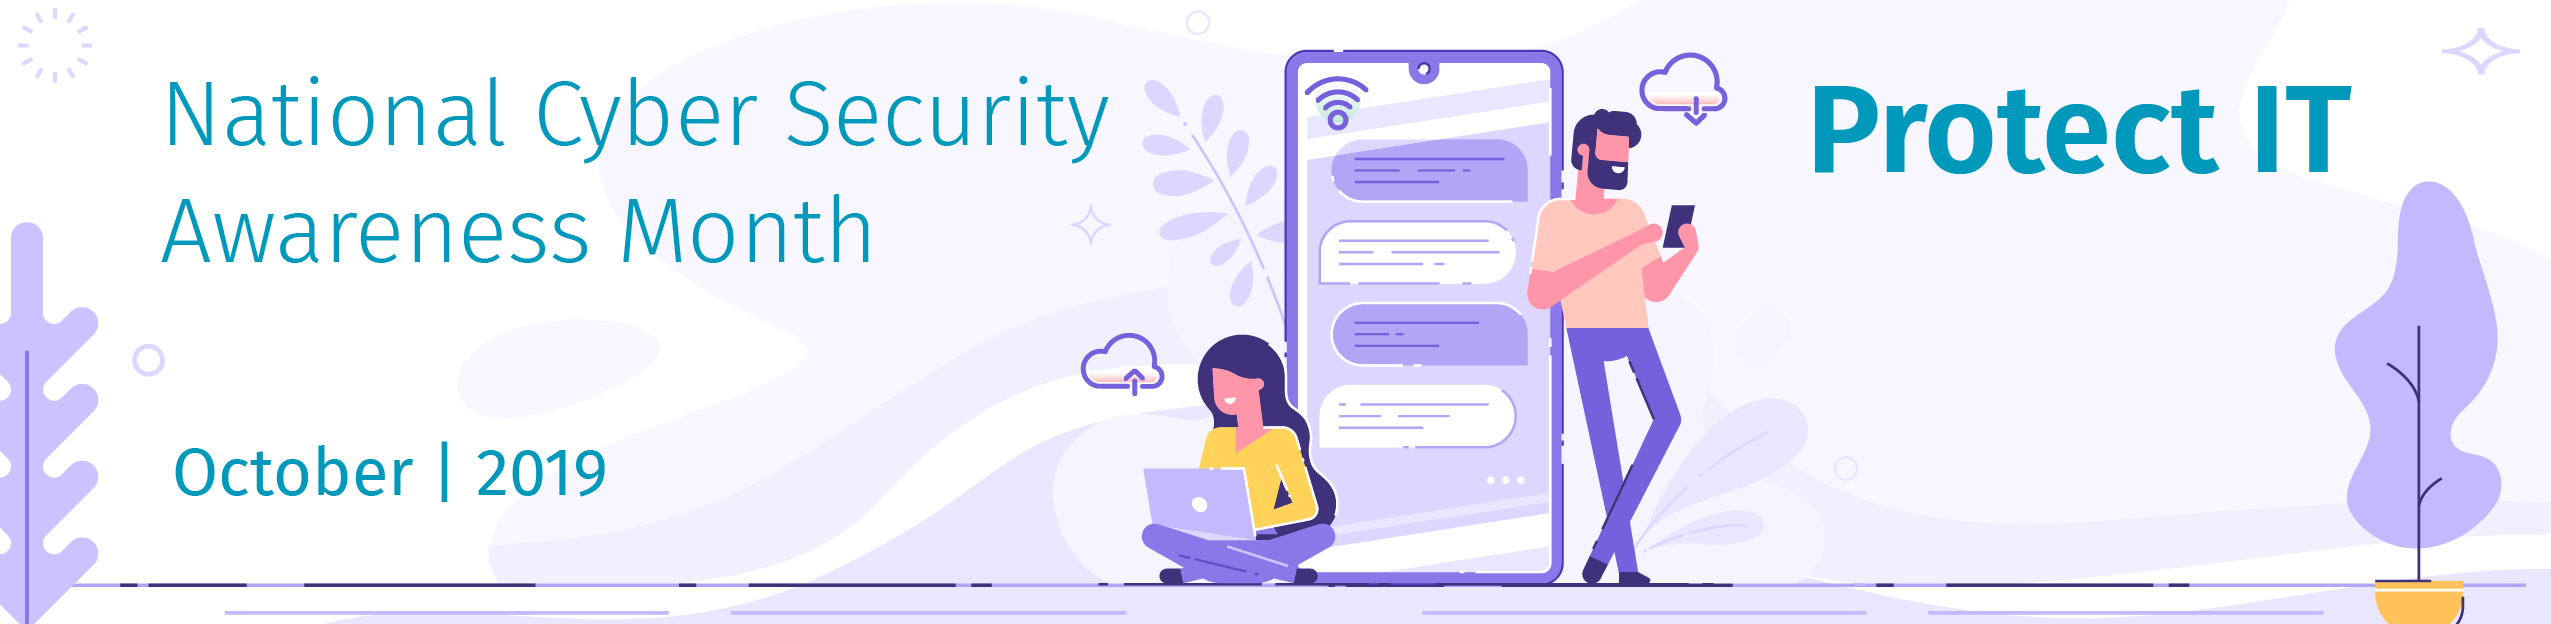 National Cyber Security
Awareness Month
October | 2019
Protect IT